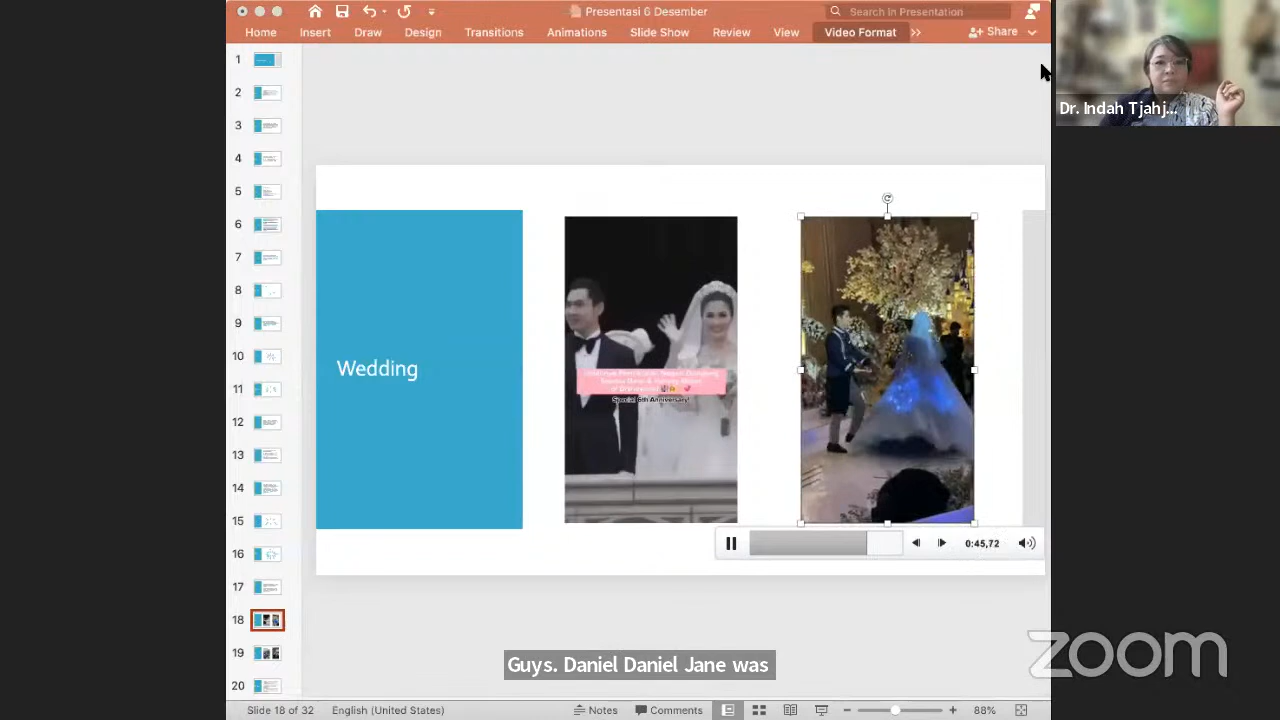 Presentasi 6 Desember
Search in Presentation
Home
Insert
Draw
Design
Transitions
Animations
Slide Show
Review
View
Video Format
Share
Dr. Indah Tjahj...
1
2
3
4
5
6
7
8
9
10
11
12
13
14
15
16
17
18
19
20
Wedding
Special 6th Anniversary!
0:45,72
Guys. Daniel Daniel Jane was
zoom
Slide 18 of 32
English (United States)
Notes
Comments
88%